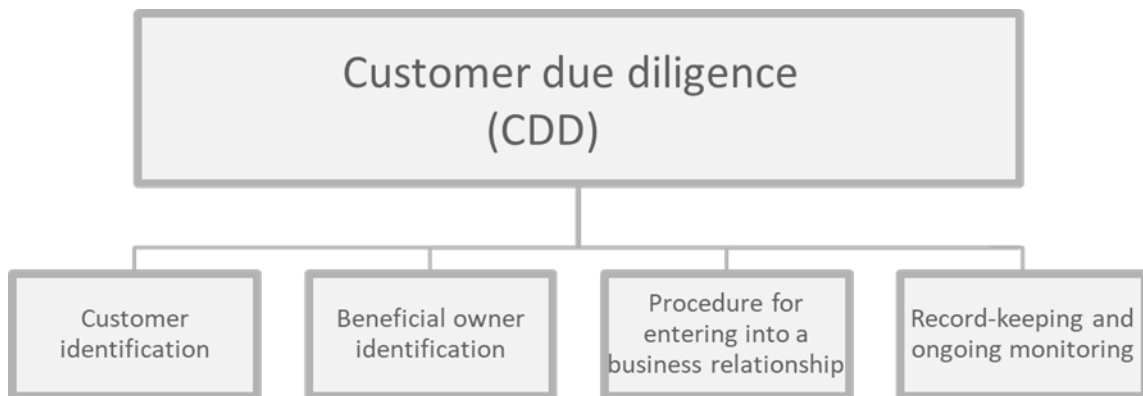 Customer due diligence
(CDD)
Customer
identification
Beneficial owner
identification
Procedure for
entering into a
business relationship
Record-keeping and
ongoing monitoring